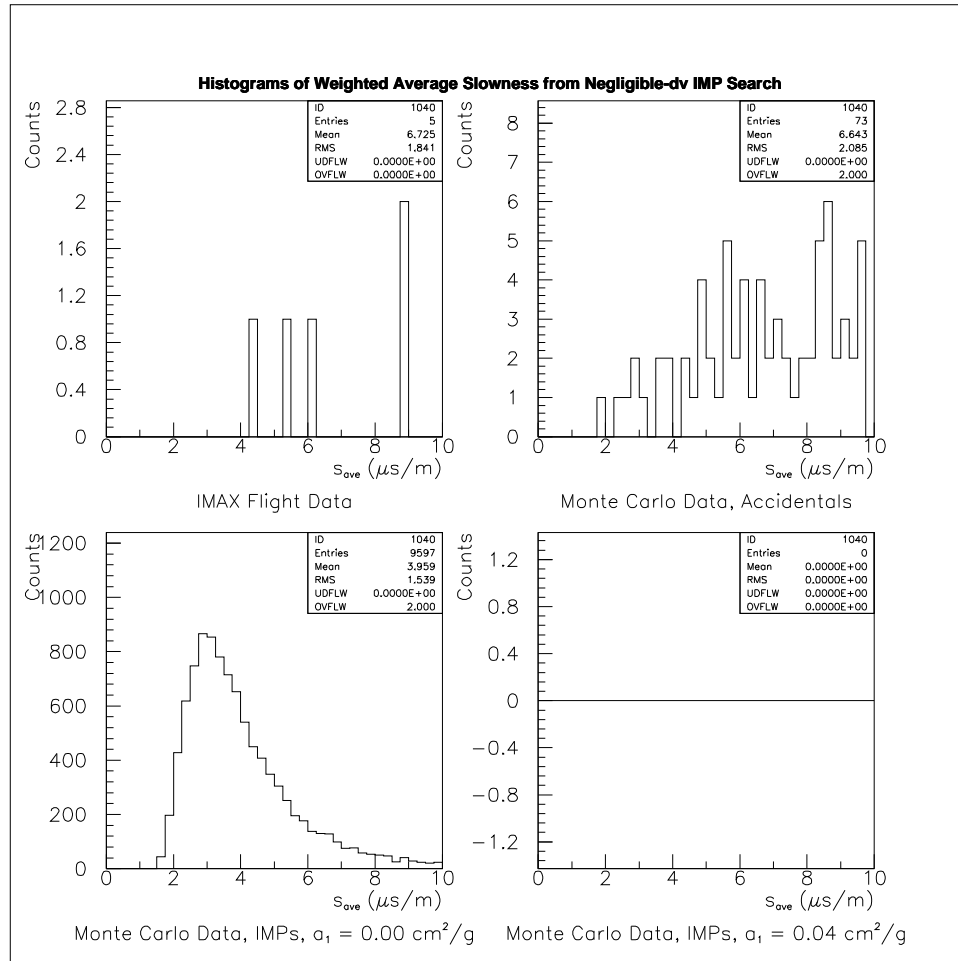 Histograms of Weighted Average Slowness from Negligible-dv IMP Search
Counts
2.8
2.4
2
1.6
1.2
0.8
0.4
0
ID 1040
Entries 5
Mean 6.725
RMS 1.841
UDFLW 0.0000E+00
OVFLW 0.0000E+00
0 2 4 6 8 10
s_ave (μs/m)
IMAX Flight Data
Counts
8
7
6
5
4
3
2
1
0
ID 1040
Entries 73
Mean 6.643
RMS 2.085
UDFLW 0.0000E+00
OVFLW 2.000
0 2 4 6 8 10
s_ave (μs/m)
Monte Carlo Data, Accidentals
Counts
1200
1000
800
600
400
200
0
ID 1040
Entries 9597
Mean 3.959
RMS 1.539
UDFLW 0.0000E+00
OVFLW 2.000
0 2 4 6 8 10
s_ave (μs/m)
Monte Carlo Data, IMPs, a₁ = 0.00 cm²/g
Counts
1.2
0.8
0.4
0
−0.4
−0.8
−1.2
ID 1040
Entries 0
Mean 0.0000E+00
RMS 0.0000E+00
UDFLW 0.0000E+00
OVFLW 0.0000E+00
0 2 4 6 8 10
s_ave (μs/m)
Monte Carlo Data, IMPs, a₁ = 0.04 cm²/g